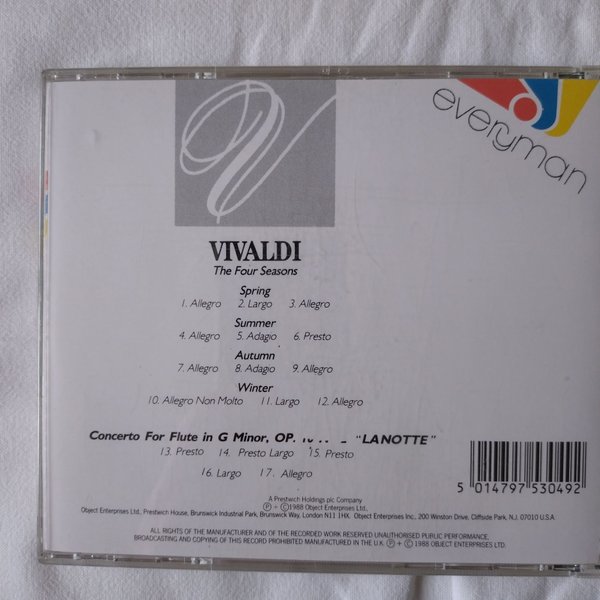 everyman
VIVALDI
The Four Seasons
Spring
1. Allegro 2. Largo 3. Allegro
Summer
4. Allegro 5. Adagio 6. Presto
Autumn
7. Allegro 8. Adagio 9. Allegro
Winter
10. Allegro Non Molto 11. Largo 12. Allegro
Concerto For Flute in G Minor, OP. "LANOTTE"
13. Presto 14. Presto Largo 15. Presto
16. Largo 17. Allegro
5 014797 530492
A Prestwich Holdings plc Company
Ⓟ + © 1988 Object Enterprises Ltd.
Object Enterprises Ltd., Prestwich House, Brunswick Industrial Park, Brunswick Way, London N11 1HX. Object Enterprises Inc., 200 Winston Drive, Cliffside Park, N.J. 07010 U.S.A.
ALL RIGHTS OF THE MANUFACTURER AND OF THE RECORDED WORK RESERVED UNAUTHORISED PUBLIC PERFORMANCE,
BROADCASTING AND COPYING OF THIS RECORD PROHIBITED MANUFACTURED IN THE U.K. Ⓟ + © 1988 OBJECT ENTERPRISES LTD.